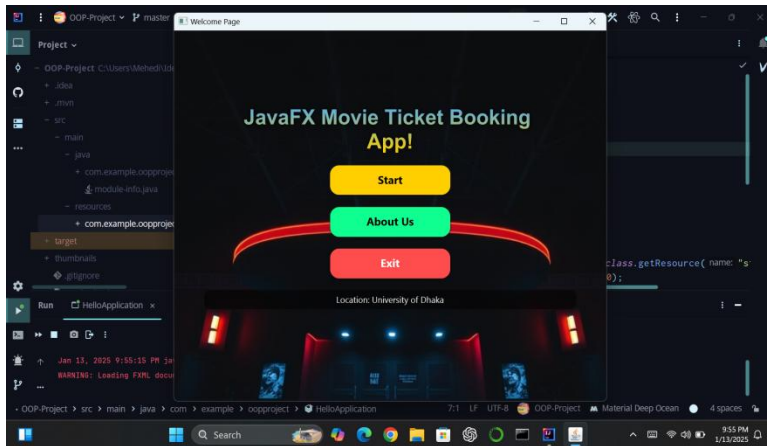 OOP-Project
master
Welcome Page
Project
OOP-Project C:\Users\Mehedi\Ide
.idea
.mvn
src
main
java
com.example.oopprojec
module-info.java
resources
com.example.oopprojec
target
thumbnails
.gitignore
JavaFX Movie Ticket Booking
App!
Start
About Us
Exit
Location: University of Dhaka
class.getResource( name: "s
0);
Run HelloApplication
Jan 13, 2025 9:55:15 PM ja
WARNING: Loading FXML docu
OOP-Project > src > main > java > com > example > oopproject > HelloApplication 7:1 LF UTF-8 OOP-Project Material Deep Ocean 4 spaces
Search
9:55 PM
1/13/2025